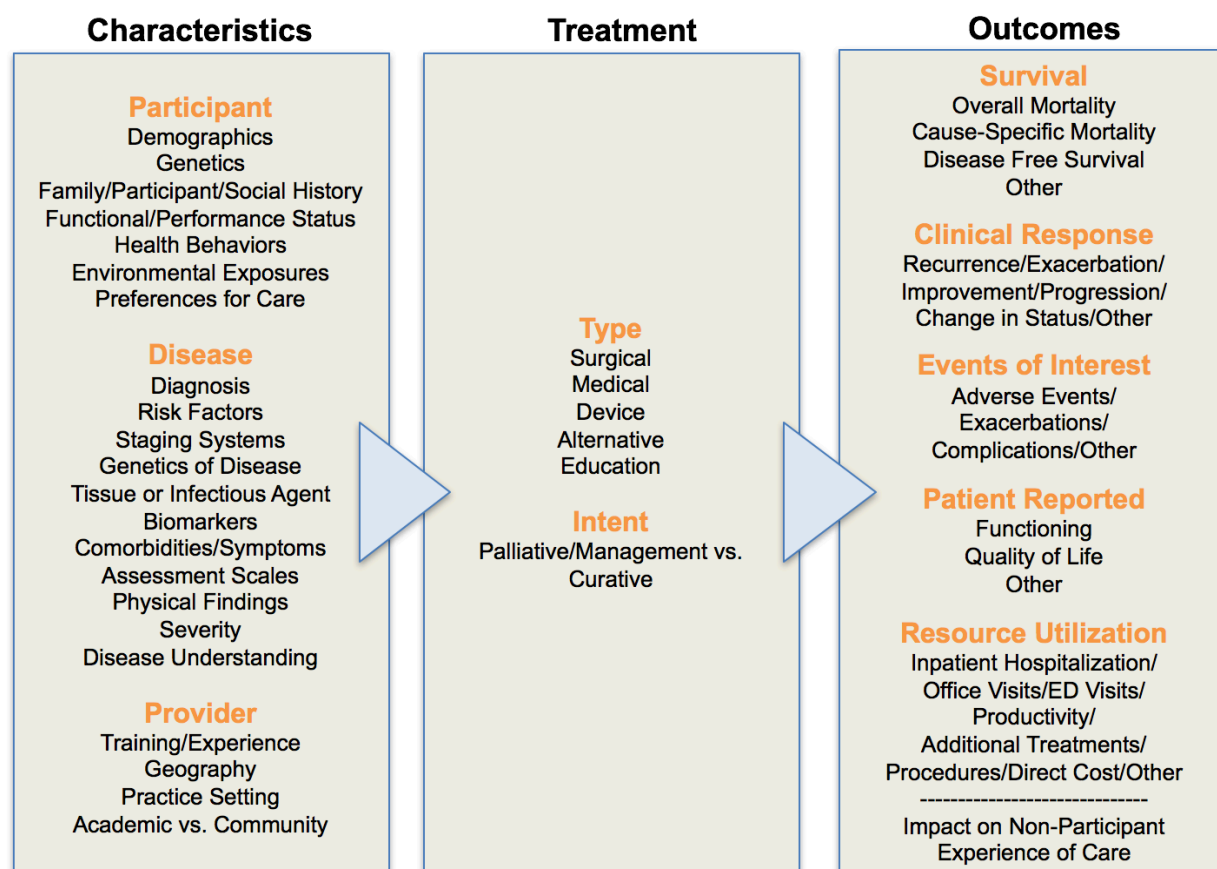 Characteristics
Participant
Demographics
Genetics
Family/Participant/Social History
Functional/Performance Status
Health Behaviors
Environmental Exposures
Preferences for Care
Disease
Diagnosis
Risk Factors
Staging Systems
Genetics of Disease
Tissue or Infectious Agent
Biomarkers
Comorbidities/Symptoms
Assessment Scales
Physical Findings
Severity
Disease Understanding
Provider
Training/Experience
Geography
Practice Setting
Academic vs. Community
Treatment
Type
Surgical
Medical
Device
Alternative
Education
Intent
Palliative/Management vs.
Curative
Outcomes
Survival
Overall Mortality
Cause-Specific Mortality
Disease Free Survival
Other
Clinical Response
Recurrence/Exacerbation/
Improvement/Progression/
Change in Status/Other
Events of Interest
Adverse Events/
Exacerbations/
Complications/Other
Patient Reported
Functioning
Quality of Life
Other
Resource Utilization
Inpatient Hospitalization/
Office Visits/ED Visits/
Productivity/
Additional Treatments/
Procedures/Direct Cost/Other
------------------------------
Impact on Non-Participant
Experience of Care